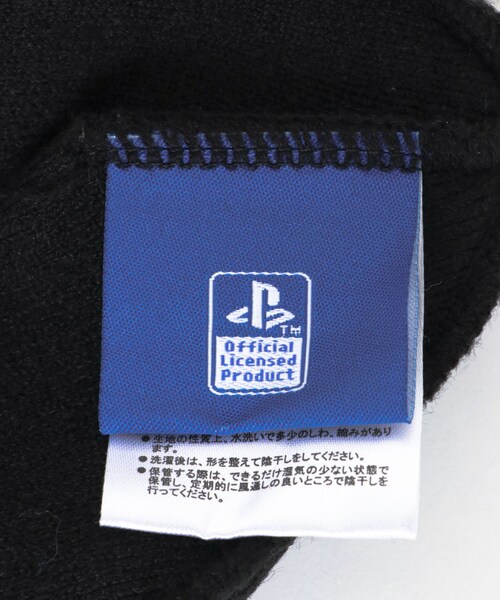 TM
Official
Licensed
Product
●生地の性質上、水洗いで多少のしわ、縮みがあり
ます。
●洗濯後は、形を整えて陰干しをしてください。
●保管する際は、できるだけ湿気の少ない状態で
保管し、定期的に風通しの良いところで陰干しを
行ってください。